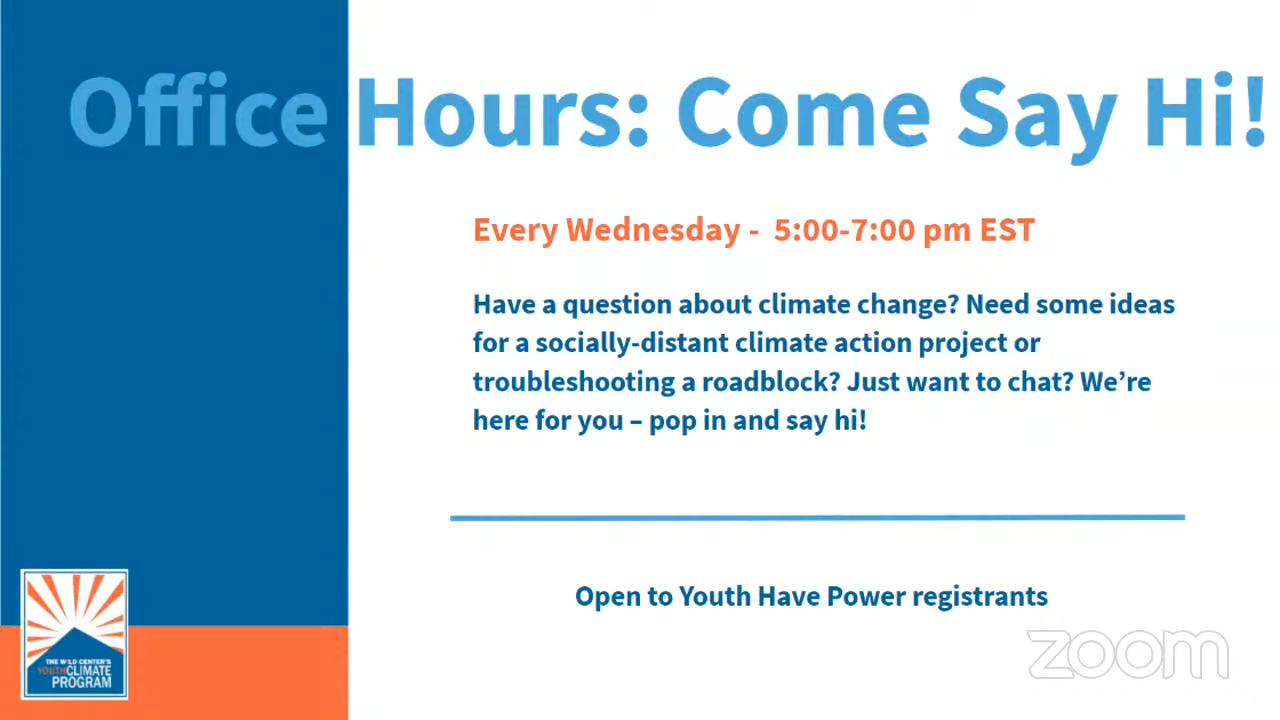 Office Hours: Come Say Hi!
Every Wednesday - 5:00-7:00 pm EST
Have a question about climate change? Need some ideas
for a socially-distant climate action project or
troubleshooting a roadblock? Just want to chat? We’re
here for you – pop in and say hi!
Open to Youth Have Power registrants
THE WILD CENTER'S
YOUTHCLIMATE
PROGRAM
zoom